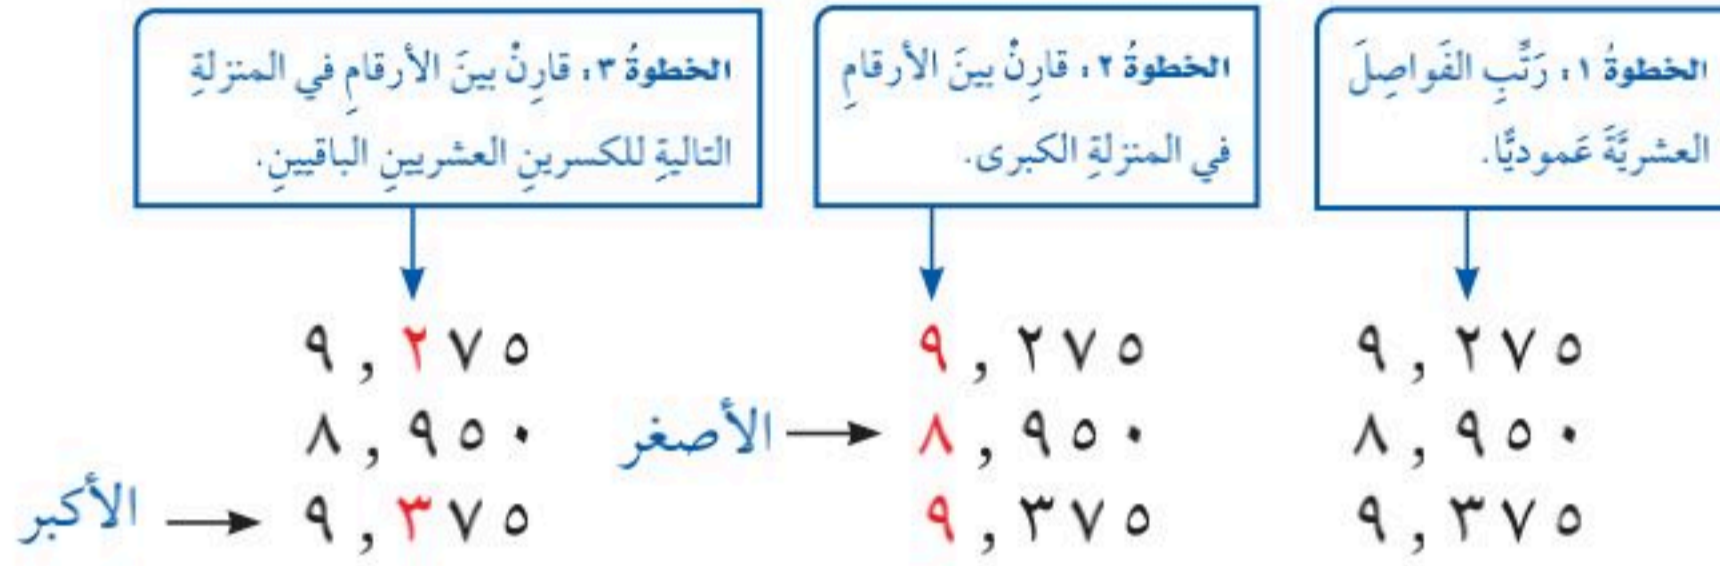 الخطوةُ ١: رَتِّبِ الفَواصِلَ
العشريَّةَ عَموديًّا.
٩,٢٧٥
٨,٩٥٠
٩,٣٧٥
الخطوةُ ٢: قارِنْ بينَ الأرقامِ
في المنزلةِ الكبرى.
٩,٢٧٥
الأصغر → ٨,٩٥٠
٩,٣٧٥
الخطوةُ ٣: قارِنْ بينَ الأرقامِ في المنزلةِ
التاليةِ للكسرينِ العشريينِ الباقيينِ.
٩,٢٧٥
٨,٩٥٠
الأكبر → ٩,٣٧٥